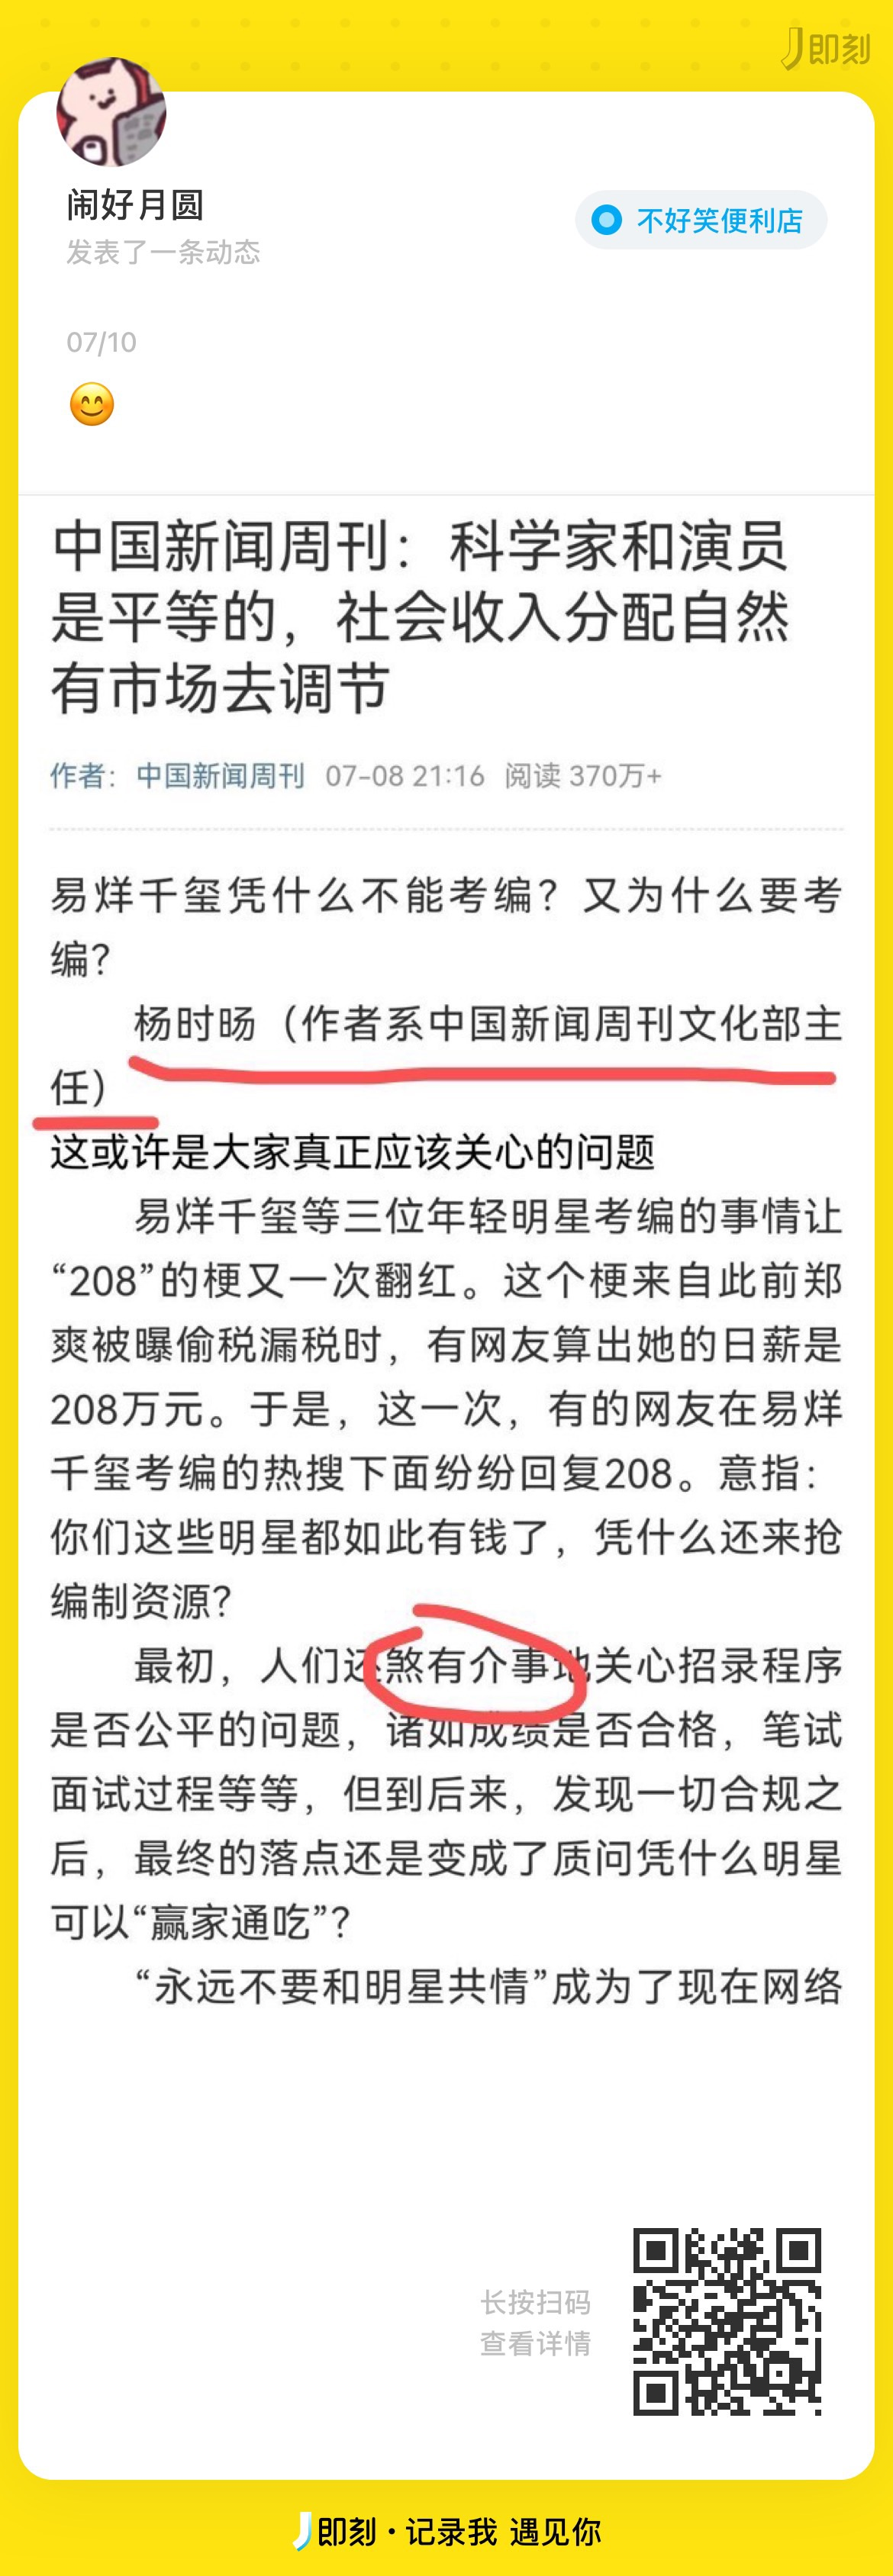 即刻
闹好月圆
发表了一条动态
不好笑便利店
07/10
😊
中国新闻周刊：科学家和演员
是平等的，社会收入分配自然
有市场去调节
作者：中国新闻周刊 07-08 21:16 阅读 370万+
易烊千玺凭什么不能考编？又为什么要考
编？
杨时旸（作者系中国新闻周刊文化部主
任）
这或许是大家真正应该关心的问题
易烊千玺等三位年轻明星考编的事情让
“208”的梗又一次翻红。这个梗来自此前郑
爽被曝偷税漏税时，有网友算出她的日薪是
208万元。于是，这一次，有的网友在易烊
千玺考编的热搜下面纷纷回复208。意指：
你们这些明星都如此有钱了，凭什么还来抢
编制资源？
最初，人们还煞有介事地关心招录程序
是否公平的问题，诸如成绩是否合格，笔试
面试过程等等，但到后来，发现一切合规之
后，最终的落点还是变成了质问凭什么明星
可以“赢家通吃”？
“永远不要和明星共情”成为了现在网络
长按扫码
查看详情
即刻·记录我 遇见你